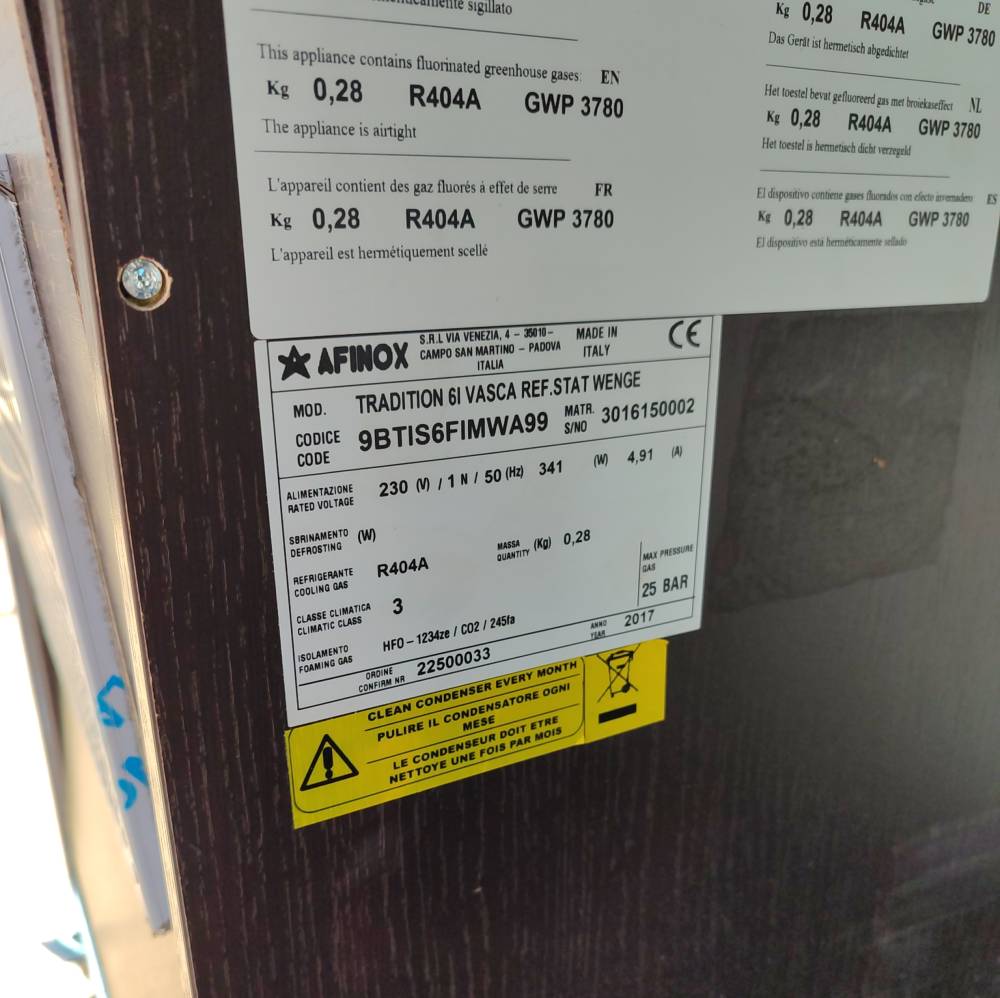 sigillato
This appliance contains fluorinated greenhouse gases: EN
Kg 0,28 R404A GWP 3780
The appliance is airtight
L'appareil contient des gaz fluorés á effet de serre FR
Kg 0,28 R404A GWP 3780
L'appareil est hermétiquement scellé
DE
Kg 0,28 R404A GWP 3780
Das Gerät ist hermetisch abgedichtet
Het toestel bevat gefluoreerd gas met broiekaseffect NL
Kg 0,28 R404A GWP 3780
Het toestel is hermetisch dicht verzegeld
El dispositivo contiene gases fluorados con efecto invernadero ES
Kg 0,28 R404A GWP 3780
El dispositivo está herméticamente sellado
AFINOX
S.R.L VIA VENEZIA, 4 - 35010 -
CAMPO SAN MARTINO - PADOVA
ITALIA
MADE IN
ITALY
CE
MOD. TRADITION 6I VASCA REF.STAT WENGE
CODICE
CODE
9BTIS6FIMWA99
MATR.
S/NO
3016150002
ALIMENTAZIONE
RATED VOLTAGE
230 (V) / 1 N / 50 (Hz) 341 (W) 4,91 (A)
SBRINAMENTO
DEFROSTING
(W)
REFRIGERANTE
COOLING GAS
R404A
MASSA
QUANTITY
(Kg) 0,28
CLASSE CLIMATICA
CLIMATIC CLASS
3
MAX PRESSURE
GAS
25 BAR
ISOLAMENTO
FOAMING GAS
HFO - 1234ze / CO2 / 245fa
ANNO
YEAR
2017
ORDINE
CONFIRM NR
22500033
CLEAN CONDENSER EVERY MONTH
PULIRE IL CONDENSATORE OGNI
MESE
LE CONDENSEUR DOIT ETRE
NETTOYE UNE FOIS PAR MOIS